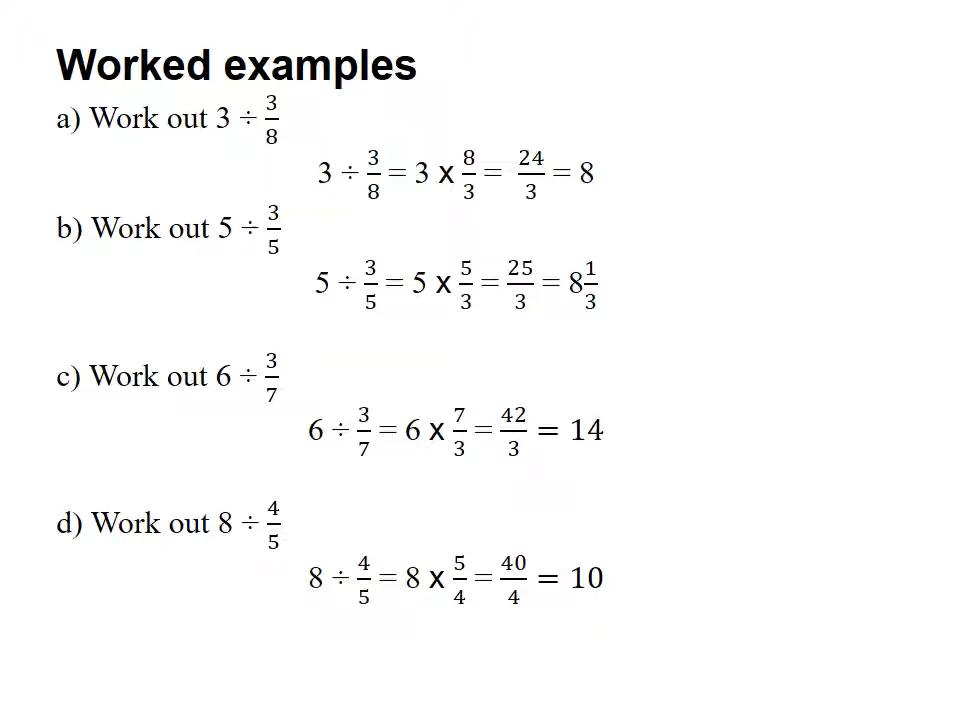 Worked examples
a) Work out 3 ÷ 3/8
3 ÷ 3/8 = 3 x 8/3 = 24/3 = 8
b) Work out 5 ÷ 3/5
5 ÷ 3/5 = 5 x 5/3 = 25/3 = 8 1/3
c) Work out 6 ÷ 3/7
6 ÷ 3/7 = 6 x 7/3 = 42/3 = 14
d) Work out 8 ÷ 4/5
8 ÷ 4/5 = 8 x 5/4 = 40/4 = 10